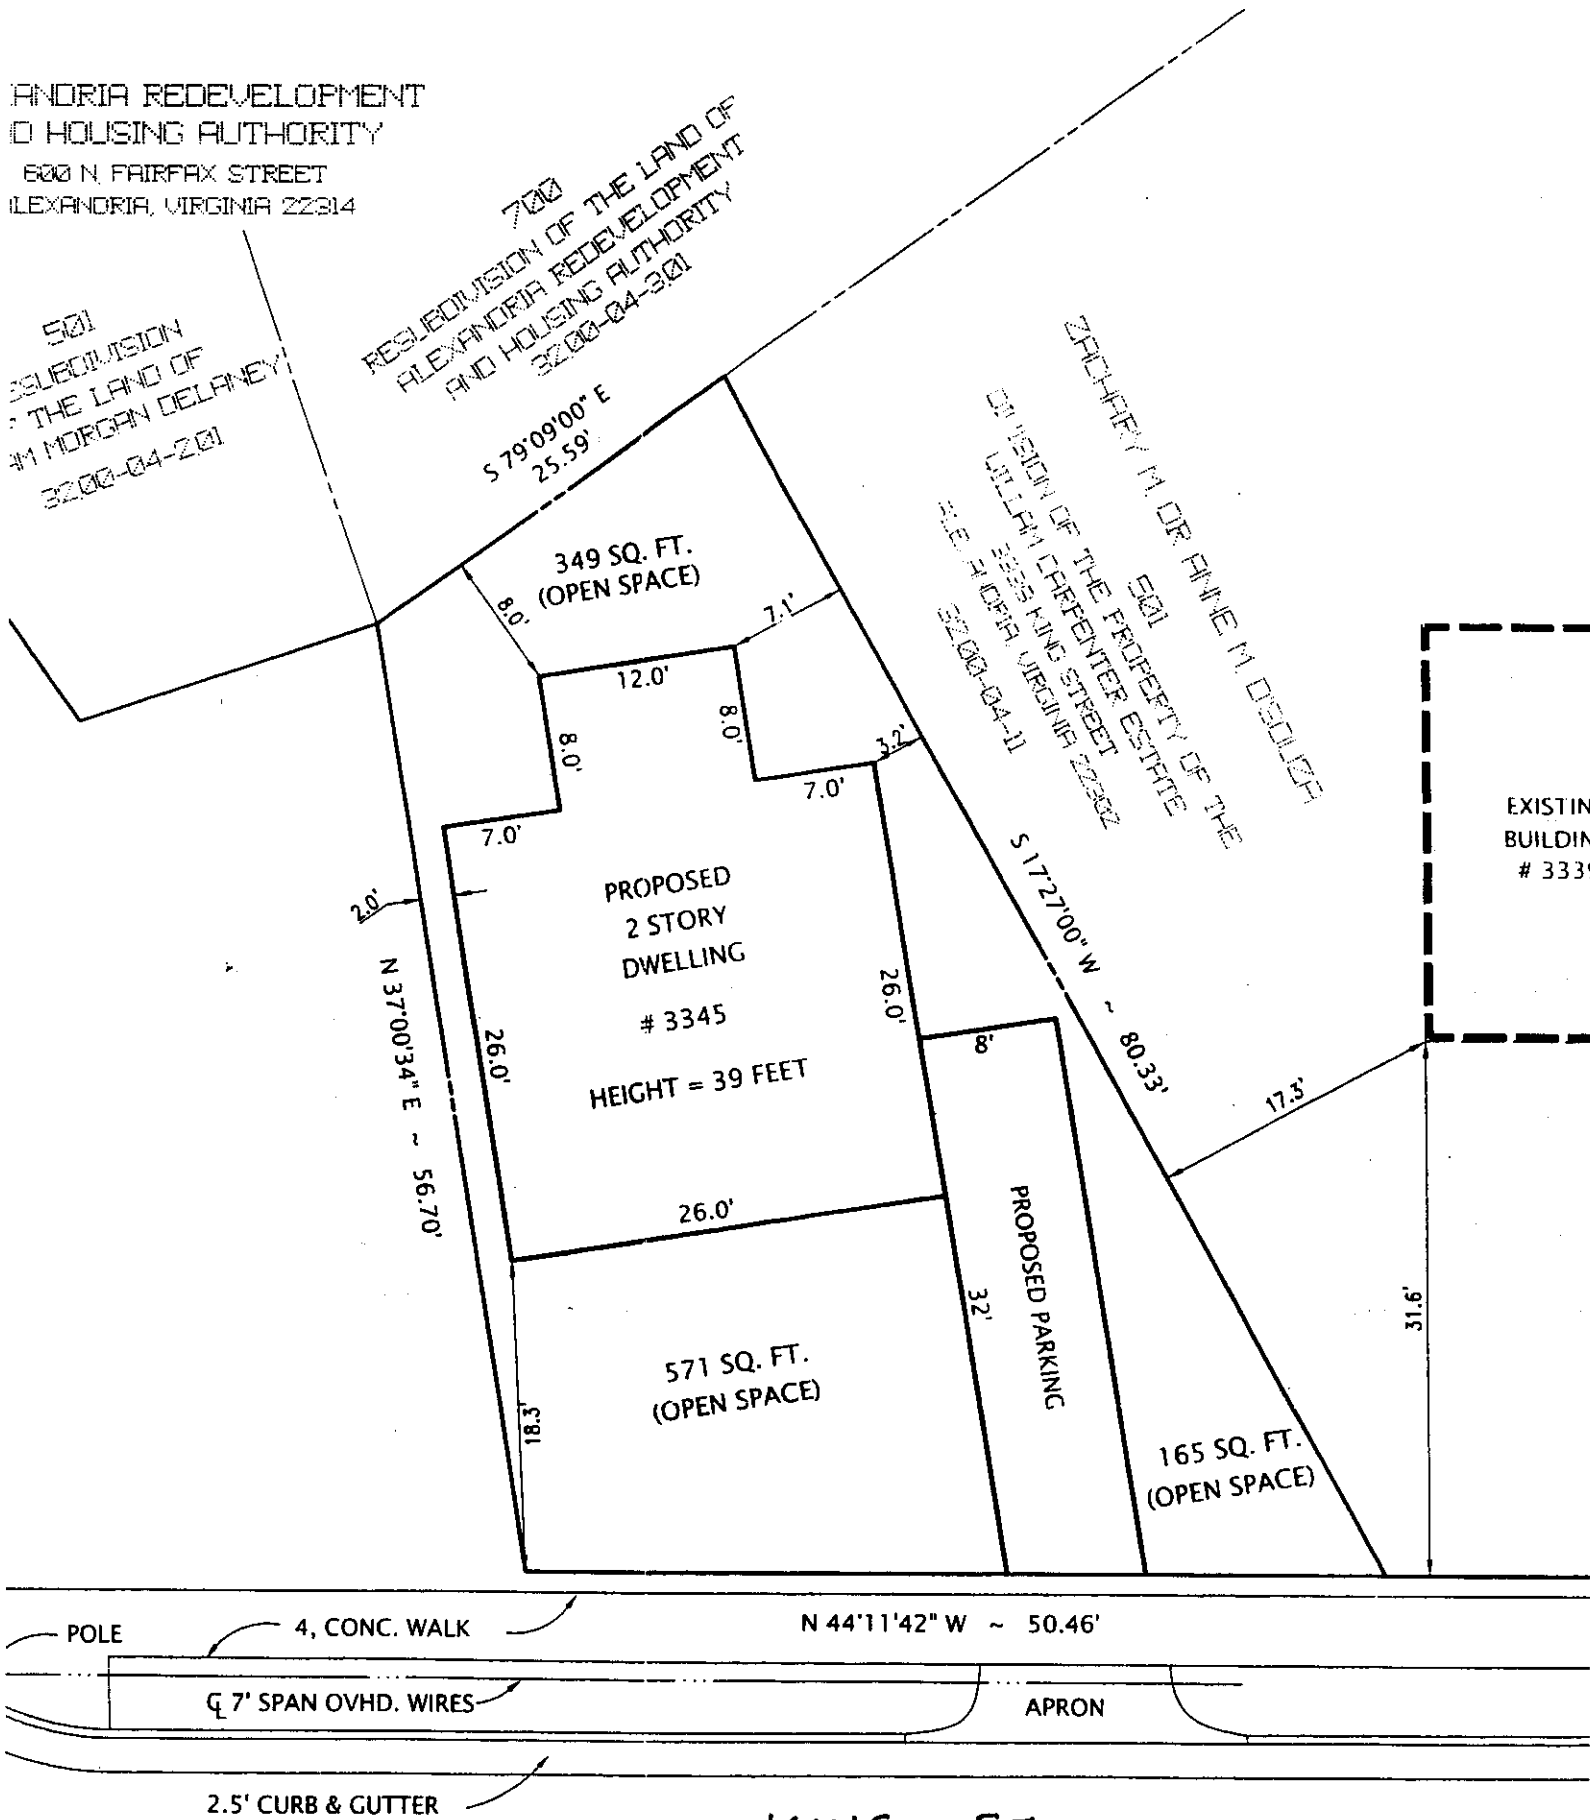 ANDRIA REDEVELOPMENT
D HOUSING AUTHORITY
600 N. FAIRFAX STREET
LEXANDRIA, VIRGINIA 22314
501
SUBDIVISION
THE LAND OF
AM MORGAN DELANEY
3200-04-201
700
RESUBDIVISION OF THE LAND OF
ALEXANDRIA REDEVELOPMENT
AND HOUSING AUTHORITY
3200-04-301
S 79°09'00" E
25.59'
ZACHARY M. OR ANNE M. DSOUZA
501
DIVISION OF THE PROPERTY OF THE
WILLIAM CARPENTER ESTATE
KING STREET
VIRGINIA 22302
3200-04-11
349 SQ. FT.
(OPEN SPACE)
8.0'
7.1'
12.0'
8.0'
8.0'
3.2'
7.0'
7.0'
EXISTIN
BUILDIN
# 3339
PROPOSED
2 STORY
DWELLING
# 3345
HEIGHT = 39 FEET
2.0'
N 37°00'34" E ~ 56.70'
26.0'
26.0'
S 17°27'00" W ~ 80.33'
8'
17.3'
26.0'
PROPOSED PARKING
32'
31.6'
571 SQ. FT.
(OPEN SPACE)
18.3'
165 SQ. FT.
(OPEN SPACE)
POLE
4, CONC. WALK
N 44°11'42" W ~ 50.46'
℄ 7' SPAN OVHD. WIRES
APRON
2.5' CURB & GUTTER